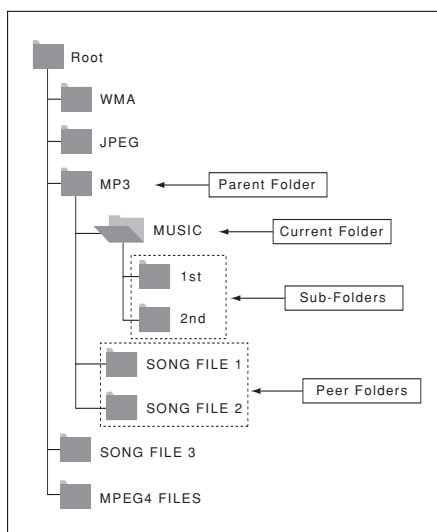 Root
WMA
JPEG
MP3
Parent Folder
MUSIC
Current Folder
1st
Sub-Folders
2nd
SONG FILE 1
Peer Folders
SONG FILE 2
SONG FILE 3
MPEG4 FILES